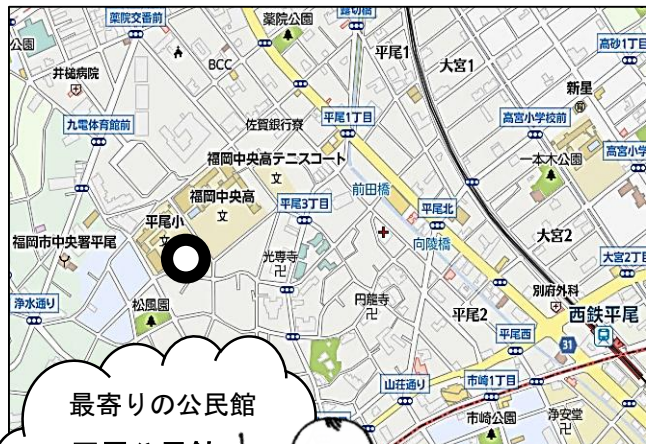 薬院交番前
薬院公園
踏切橋
公園
平尾1
大宮1
高砂1丁目
井槌病院
BCC
新星
九電体育館前
佐賀銀行寮
平尾1丁目
高宮小学校前
福岡中央高テニスコート
文
一本木公園
高宮小学
福岡中央高
文
前田橋
平尾小
文
平尾3丁目
平尾北
福岡市中央署平尾
光専寺
向陵橋
大宮2
大宮2丁目
浄水通り
松風園
円龍寺
別府外科
平尾2
西鉄平尾
平尾西
31
山荘通り
市崎1丁目
市崎公園
浄安堂
最寄りの公民館